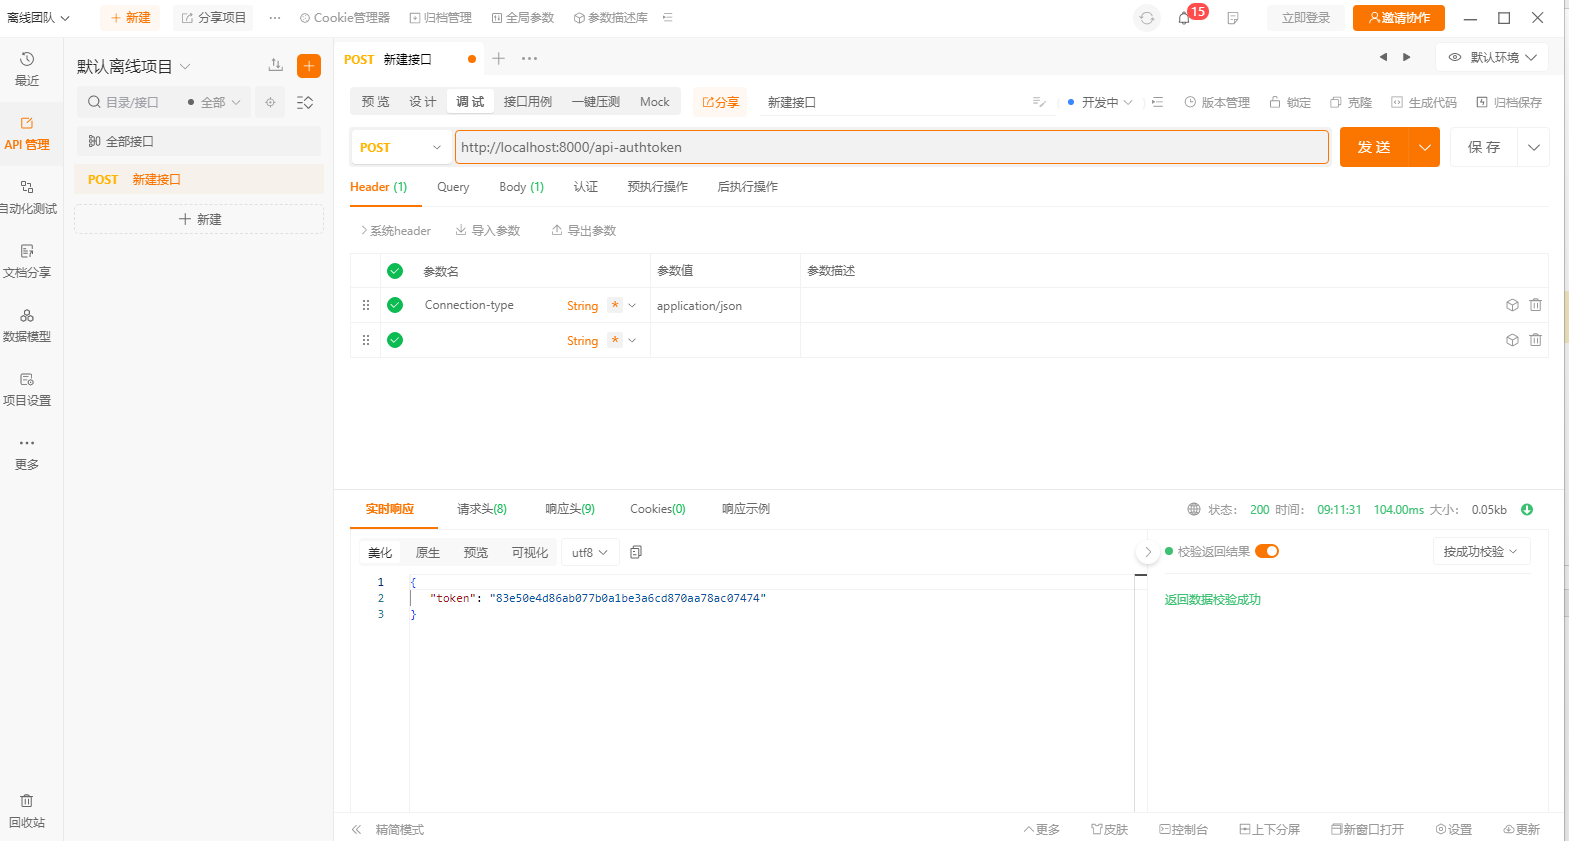 离线团队
新建
分享项目
Cookie管理器
归档管理
全局参数
参数描述库
15
立即登录
邀请协作
最近
API 管理
自动化测试
文档分享
数据模型
项目设置
更多
回收站
默认离线项目
目录/接口
全部
全部接口
POST 新建接口
新建
POST 新建接口
默认环境
预 览
设 计
调 试
接口用例
一键压测
Mock
分享
新建接口
开发中
版本管理
锁定
克隆
生成代码
归档保存
POST
http://localhost:8000/api-authtoken
发 送
保 存
Header (1)
Query
Body (1)
认证
预执行操作
后执行操作
系统header
导入参数
导出参数
参数名
参数值
参数描述
Connection-type
String *
application/json
String *
实时响应
请求头(8)
响应头(9)
Cookies(0)
响应示例
状态： 200 时间： 09:11:31 104.00ms 大小： 0.05kb
美化
原生
预览
可视化
utf8
校验返回结果
按成功校验
1 {
2 "token": "83e50e4d86ab077b0a1be3a6cd870aa78ac07474"
3 }
返回数据校验成功
精简模式
更多
皮肤
控制台
上下分屏
新窗口打开
设置
更新